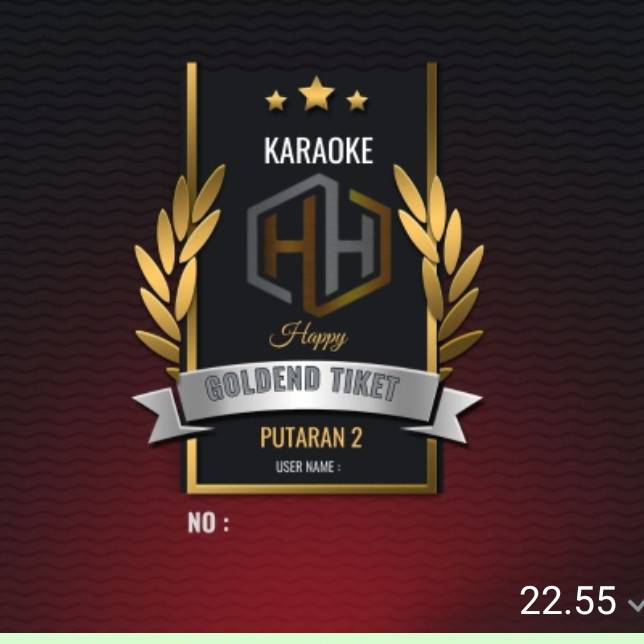 KARAOKE
HH
Happy
GOLDEND TIKET
PUTARAN 2
USER NAME :
NO :
22.55